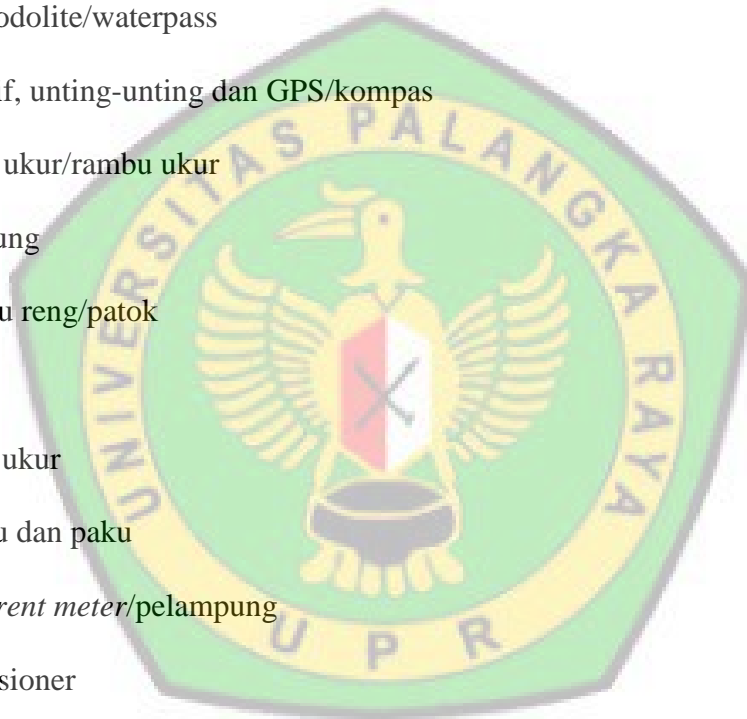 odolite/waterpass
if, unting-unting dan GPS/kompas
ukur/rambu ukur
ung
u reng/patok
ukur
u dan paku
rent meter/pelampung
sioner
UNIVERSITAS PALANGKA RAYA
UPR